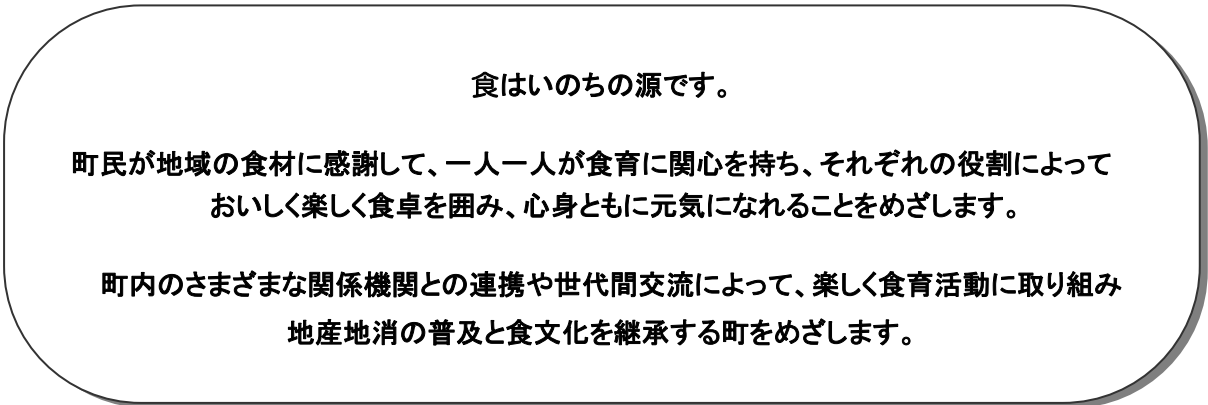 食はいのちの源です。
町民が地域の食材に感謝して、一人一人が食育に関心を持ち、それぞれの役割によって
おいしく楽しく食卓を囲み、心身ともに元気になれることをめざします。
町内のさまざまな関係機関との連携や世代間交流によって、楽しく食育活動に取り組み
地産地消の普及と食文化を継承する町をめざします。